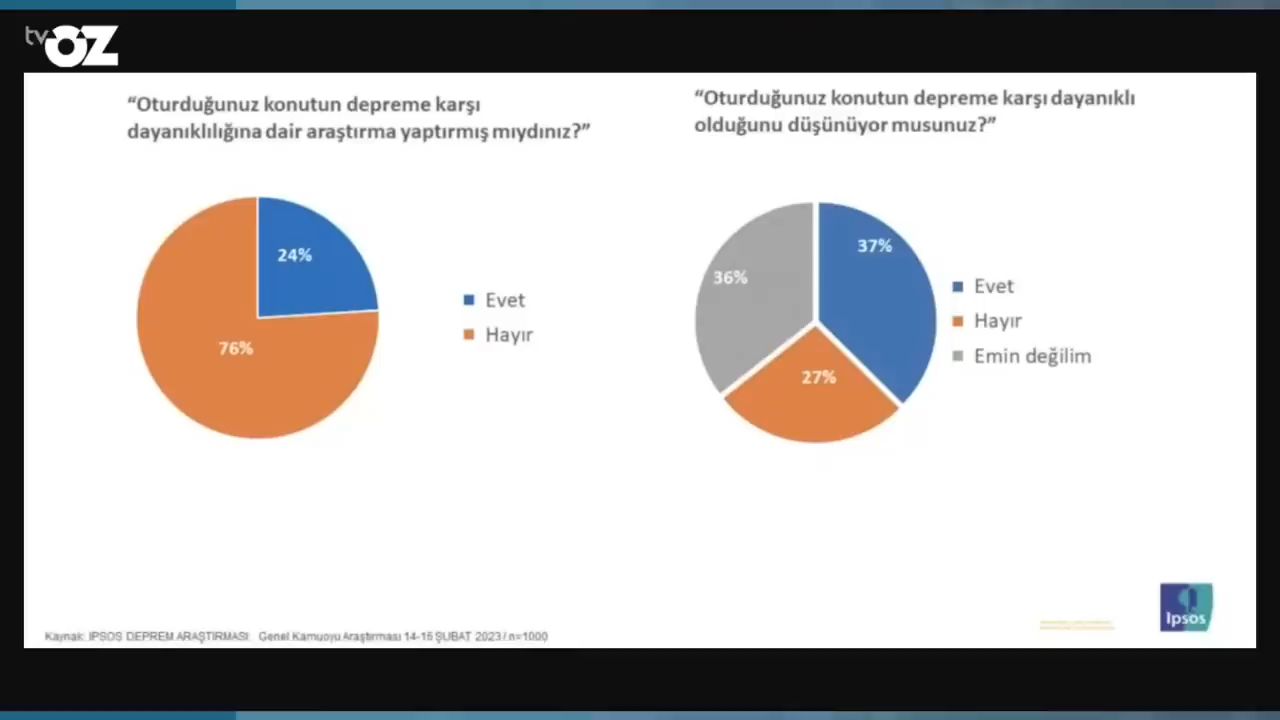 tv OZ
“Oturduğunuz konutun depreme karşı
dayanıklılığına dair araştırma yaptırmış mıydınız?”
24%
76%
Evet
Hayır
“Oturduğunuz konutun depreme karşı dayanıklı
olduğunu düşünüyor musunuz?”
37%
36%
27%
Evet
Hayır
Emin değilim
Kaynak: IPSOS DEPREM ARAŞTIRMASI: Genel Kamuoyu Araştırması 14-15 ŞUBAT 2023 / n=1000
Ipsos